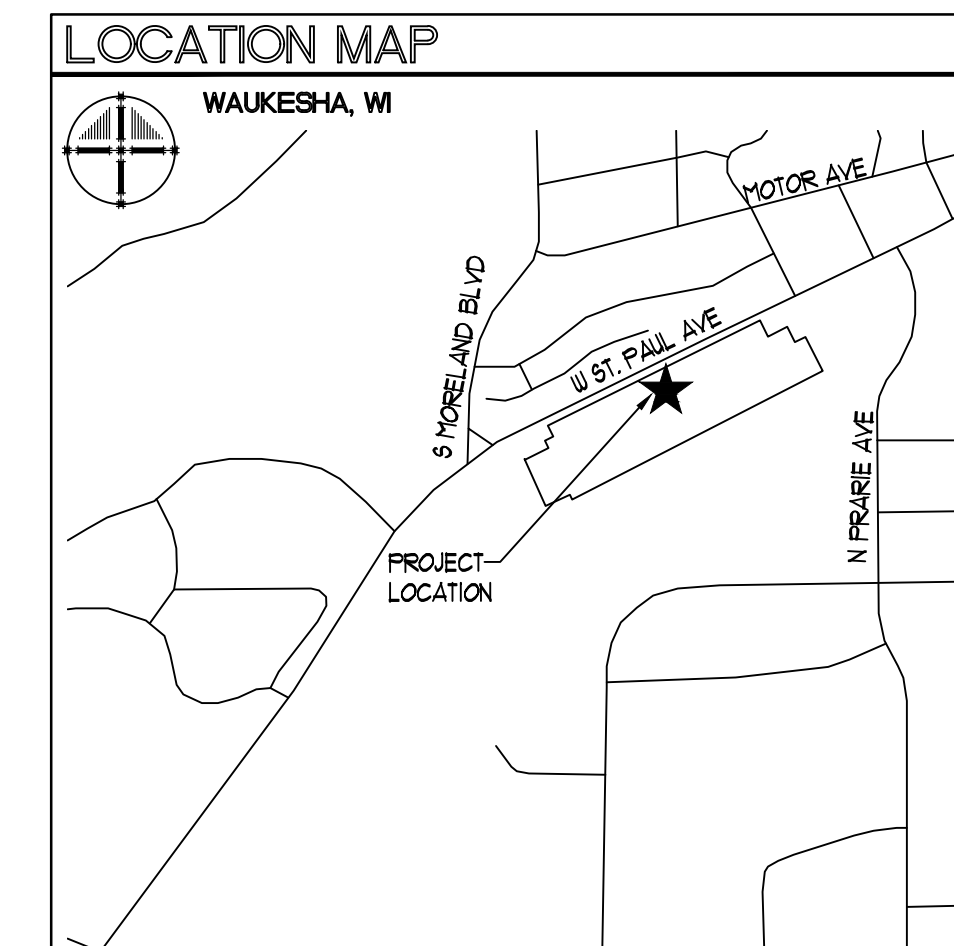 LOCATION MAP
WAUKESHA, WI
MOTOR AVE
S MORELAND BLVD
W ST. PAUL AVE
N PRARIE AVE
PROJECT
LOCATION